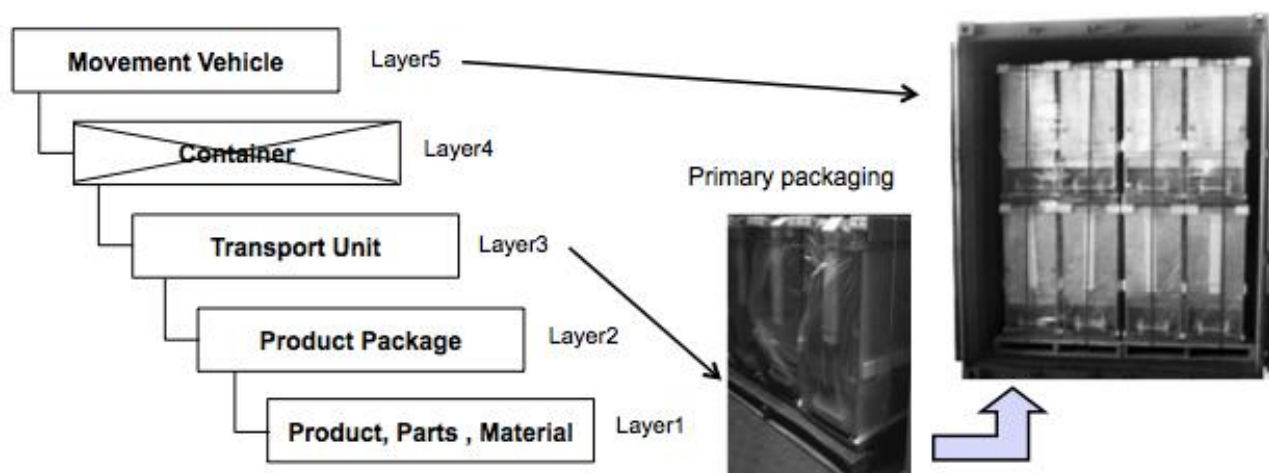 Movement Vehicle
Layer5
Container
Layer4
Primary packaging
Transport Unit
Layer3
Product Package
Layer2
Product, Parts , Material
Layer1